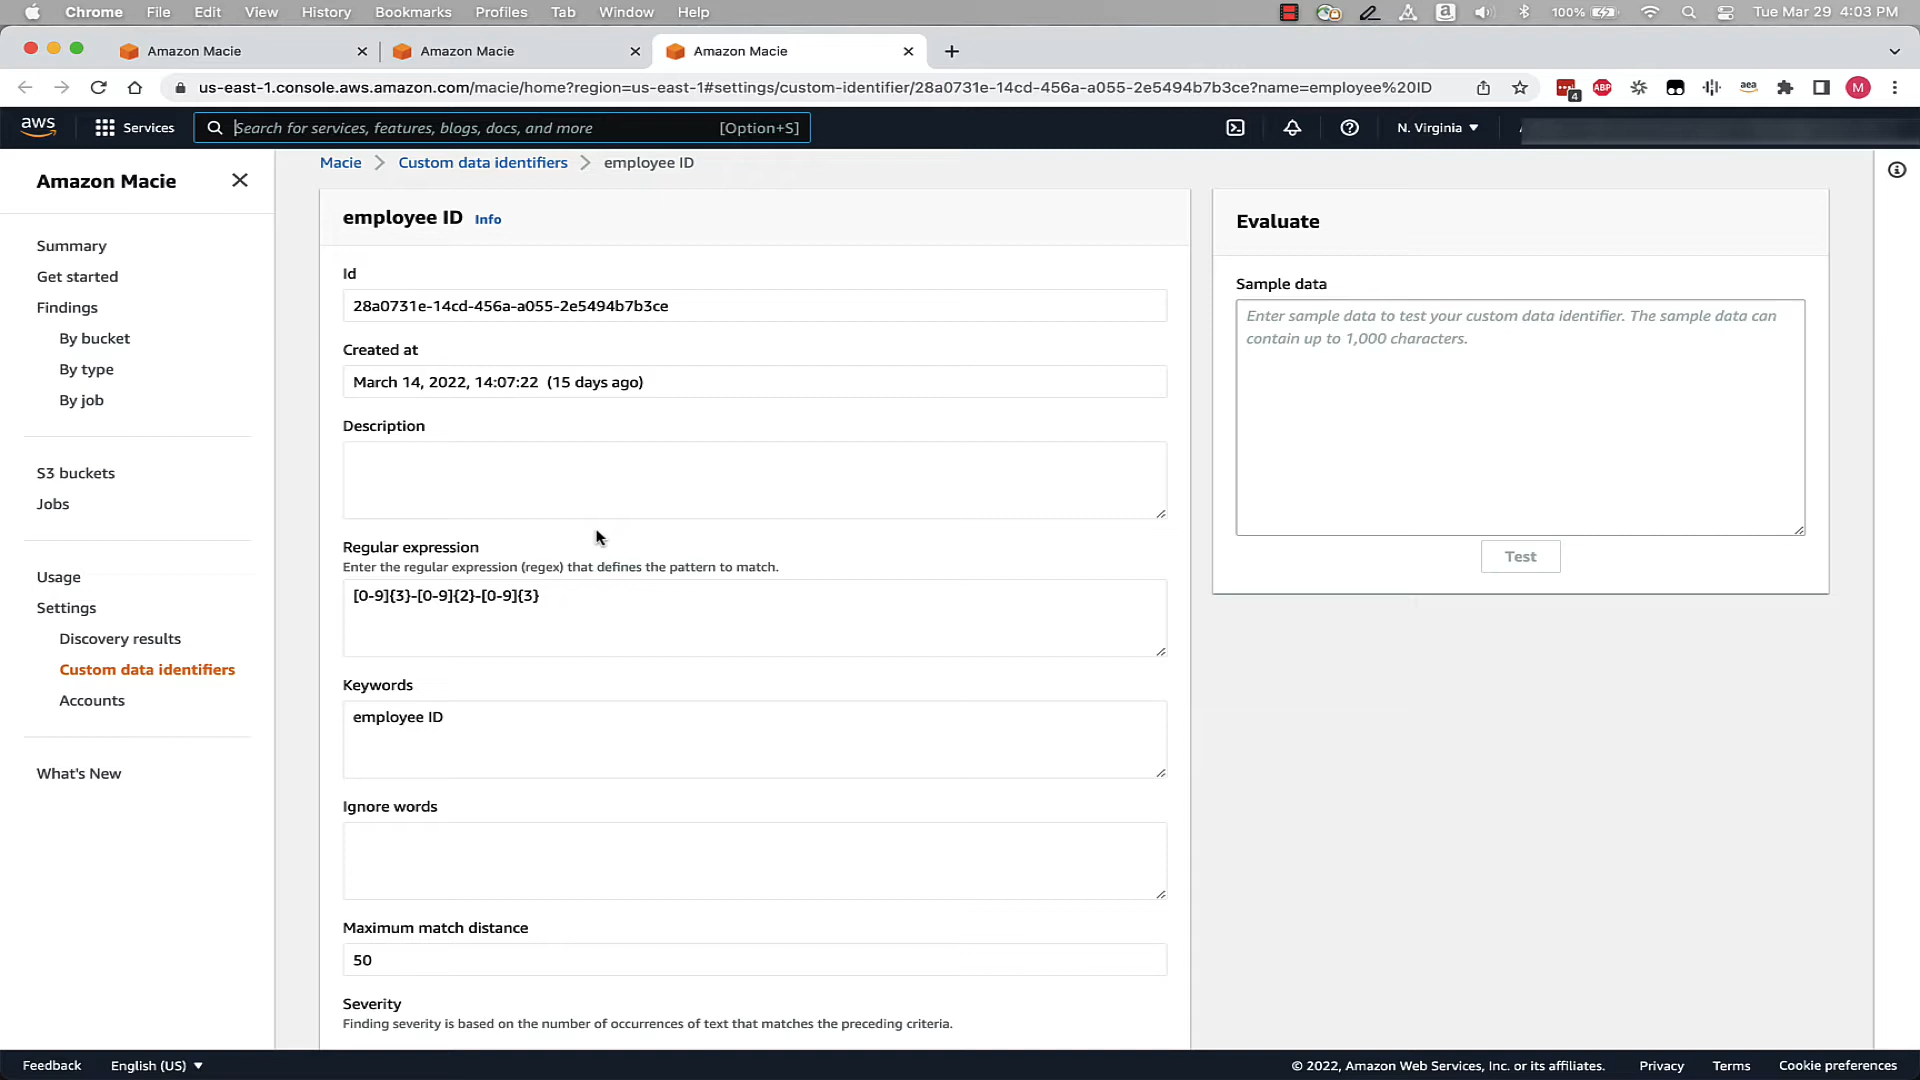 Chrome File Edit View History Bookmarks Profiles Tab Window Help 100% Tue Mar 29 4:03 PM
Amazon Macie Amazon Macie Amazon Macie
us-east-1.console.aws.amazon.com/macie/home?region=us-east-1#settings/custom-identifier/28a0731e-14cd-456a-a055-2e5494b7b3ce?name=employee%20ID 4 ABP aea M
aws Services Search for services, features, blogs, docs, and more [Option+S] N. Virginia
Macie Custom data identifiers employee ID
Amazon Macie
Summary
Get started
Findings
By bucket
By type
By job
S3 buckets
Jobs
Usage
Settings
Discovery results
Custom data identifiers
Accounts
What's New
employee ID Info
Id
28a0731e-14cd-456a-a055-2e5494b7b3ce
Created at
March 14, 2022, 14:07:22 (15 days ago)
Description
Regular expression
Enter the regular expression (regex) that defines the pattern to match.
[0-9]{3}-[0-9]{2}-[0-9]{3}
Keywords
employee ID
Ignore words
Maximum match distance
50
Severity
Finding severity is based on the number of occurrences of text that matches the preceding criteria.
Evaluate
Sample data
Enter sample data to test your custom data identifier. The sample data can
contain up to 1,000 characters.
Test
Feedback English (US) © 2022, Amazon Web Services, Inc. or its affiliates. Privacy Terms Cookie preferences